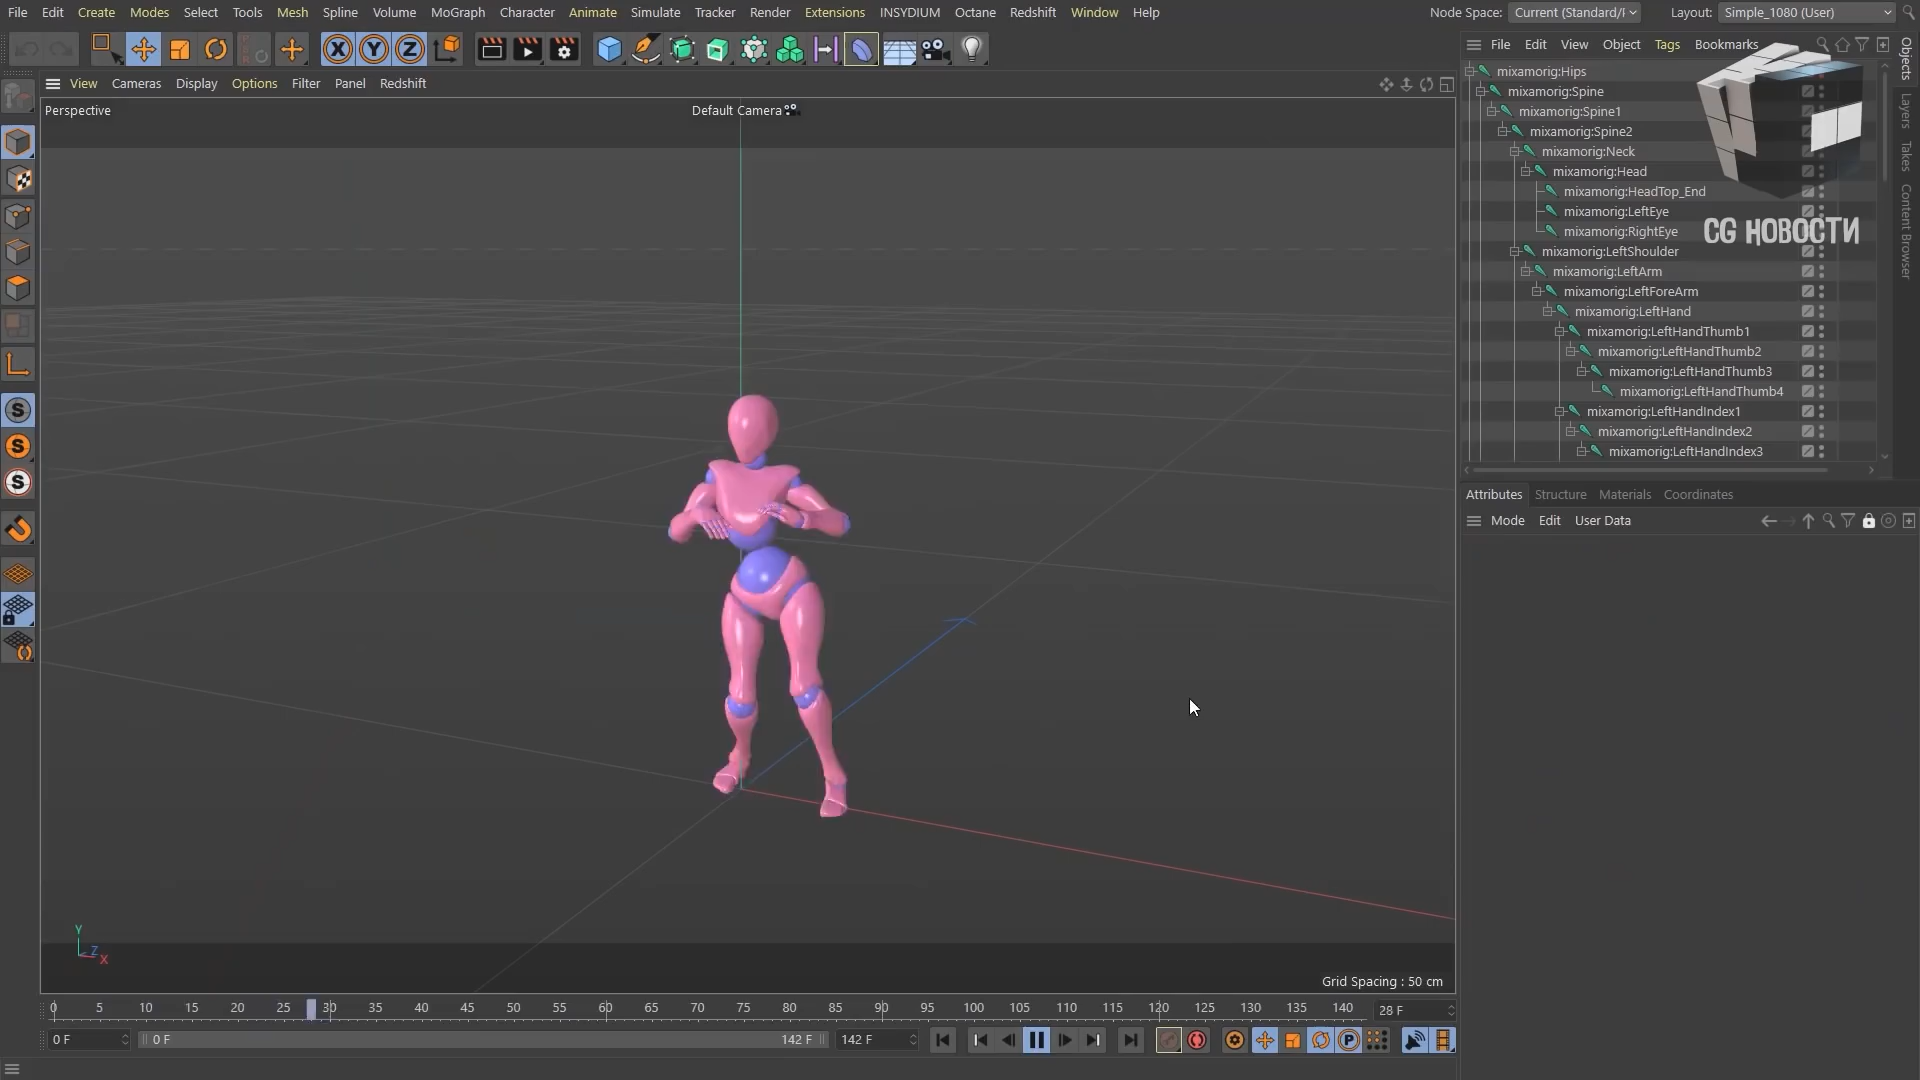 File Edit Create Modes Select Tools Mesh Spline Volume MoGraph Character Animate Simulate Tracker Render Extensions INSYDIUM Octane Redshift Window Help
Node Space: Current (Standard/ Layout: Simple_1080 (User)
X Y Z
File Edit View Object Tags Bookmarks
View Cameras Display Options Filter Panel Redshift
Perspective
Default Camera
mixamorig:Hips
mixamorig:Spine
mixamorig:Spine1
mixamorig:Spine2
mixamorig:Neck
mixamorig:Head
mixamorig:HeadTop_End
mixamorig:LeftEye
mixamorig:RightEye
mixamorig:LeftShoulder
mixamorig:LeftArm
mixamorig:LeftForeArm
mixamorig:LeftHand
mixamorig:LeftHandThumb1
mixamorig:LeftHandThumb2
mixamorig:LeftHandThumb3
mixamorig:LeftHandThumb4
mixamorig:LeftHandIndex1
mixamorig:LeftHandIndex2
mixamorig:LeftHandIndex3
CG НОВОСТИ
Objects
Layers
Takes
Content Browser
Attributes Structure Materials Coordinates
Mode Edit User Data
S
S
S
Y
Z
X
Grid Spacing : 50 cm
0 5 10 15 20 25 30 35 40 45 50 55 60 65 70 75 80 85 90 95 100 105 110 115 120 125 130 135 140 28 F
0 F 0 F 142 F 142 F P